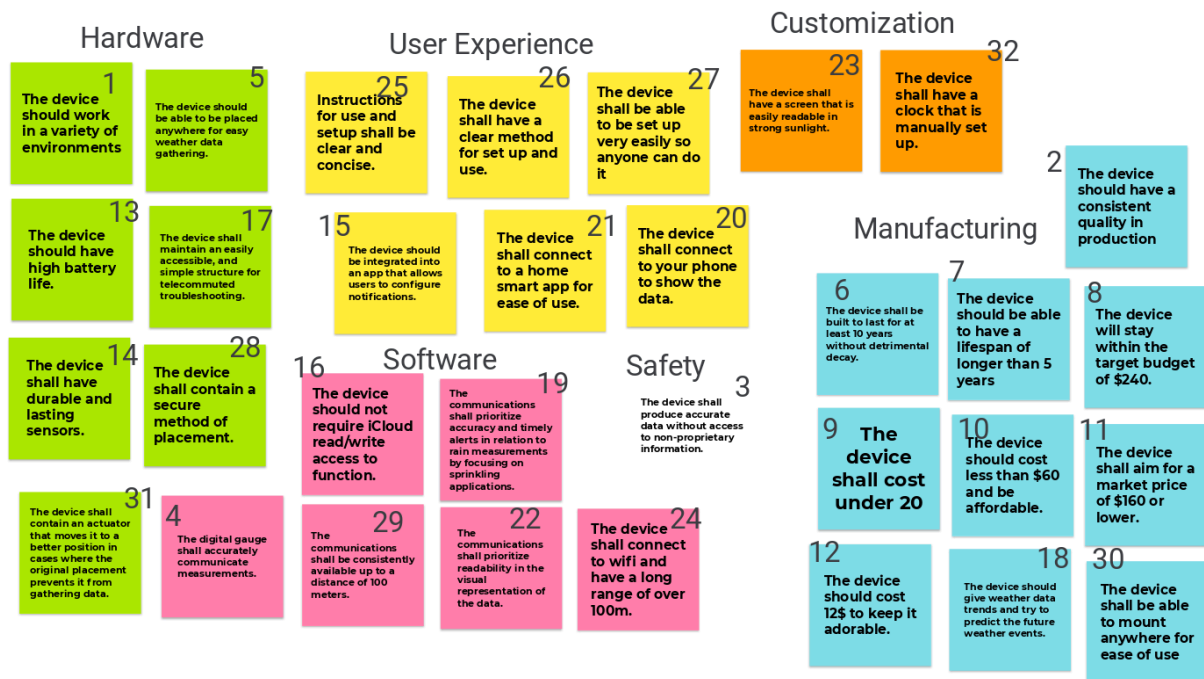 Hardware
1
The device
should work
in a variety of
environments
5
The device should
be able to be placed
anywhere for easy
weather data
gathering.
13
The device
should have
high battery
life.
17
The device shall
maintain an easily
accessible, and
simple structure for
telecommuted
troubleshooting.
14
The device
shall have
durable and
lasting
sensors.
28
The device
shall contain a
secure
method of
placement.
31
The device shall
contain an actuator
that moves it to a
better position in
cases where the
original placement
prevents it from
gathering data.
User Experience
25
Instructions
for use and
setup shall be
clear and
concise.
26
The device
shall have a
clear method
for set up and
use.
27
The device
shall be able
to be set up
very easily so
anyone can do
it
15
The device should
be integrated into
an app that allows
users to configure
notifications.
21
The device
shall connect
to a home
smart app for
ease of use.
20
The device
shall connect
to your phone
to show the
data.
Software
16
The device
should not
require iCloud
read/write
access to
function.
19
The
communications
shall prioritize
accuracy and timely
alerts in relation to
rain measurements
by focusing on
sprinkling
applications.
4
The digital gauge
shall accurately
communicate
measurements.
29
The
communications
shall be consistently
available up to a
distance of 100
meters.
22
The
communications
shall prioritize
readability in the
visual
representation of
the data.
24
The device
shall connect
to wifi and
have a long
range of over
100m.
Safety
3
The device shall
produce accurate
data without access
to non-proprietary
information.
Customization
23
The device shall
have a screen that is
easily readable in
strong sunlight.
32
The device
shall have a
clock that is
manually set
up.
Manufacturing
2
The device
should have a
consistent
quality in
production
6
The device shall be
built to last for at
least 10 years
without detrimental
decay.
7
The device
should be able
to have a
lifespan of
longer than 5
years
8
The device
will stay
within the
target budget
of $240.
9
The
device
shall cost
under 20
10
The device
should cost
less than $60
and be
affordable.
11
The device
shall aim for a
market price
of $160 or
lower.
12
The device
should cost
12$ to keep it
adorable.
18
The device should
give weather data
trends and try to
predict the future
weather events.
30
The device
shall be able
to mount
anywhere for
ease of use